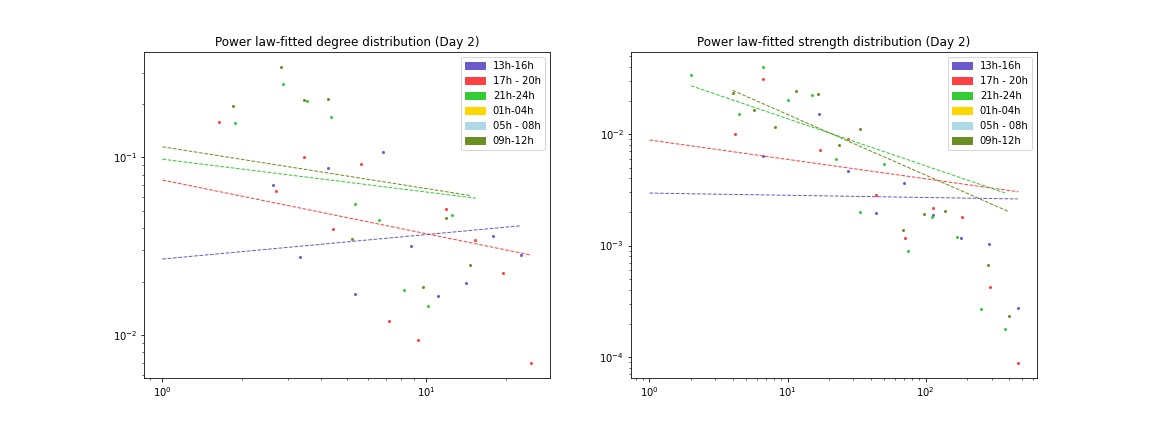 Power law-fitted degree distribution (Day 2)
13h-16h
17h - 20h
21h-24h
01h-04h
05h - 08h
09h-12h
10⁻¹
10⁻²
10⁰
10¹
Power law-fitted strength distribution (Day 2)
13h-16h
17h - 20h
21h-24h
01h-04h
05h - 08h
09h-12h
10⁻²
10⁻³
10⁻⁴
10⁰
10¹
10²